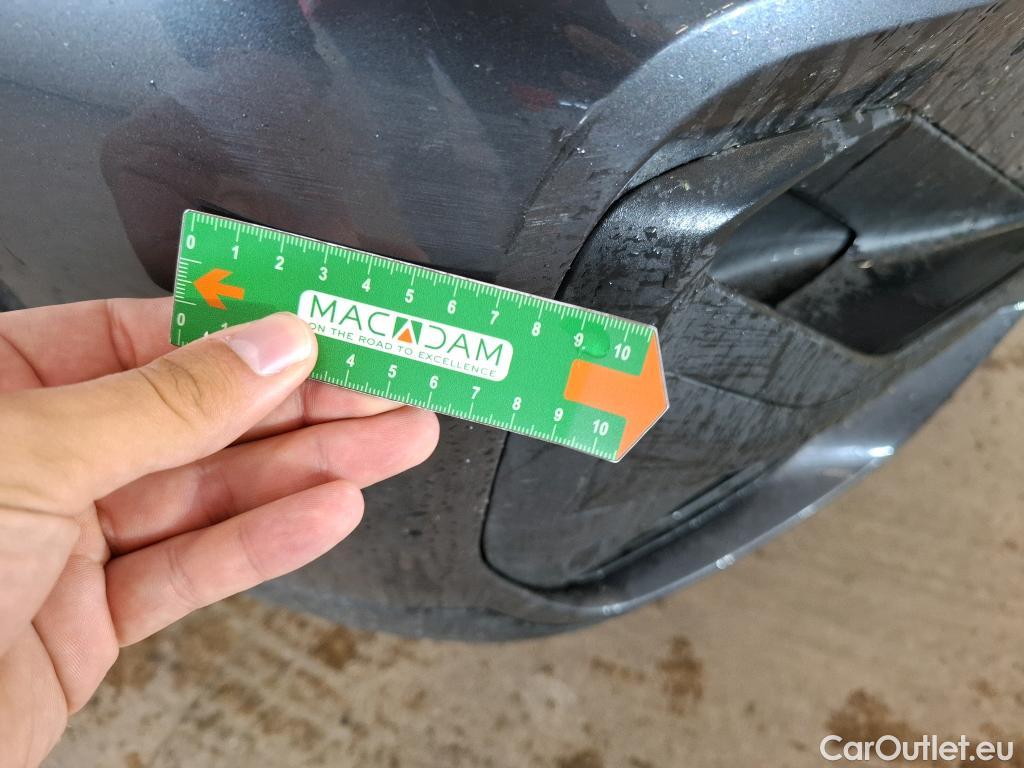 0 1 2 3 4 5 6 7 8 9 10
MACADAM
ON THE ROAD TO EXCELLENCE
0 1 4 5 6 7 8 9 10
CarOutlet.eu